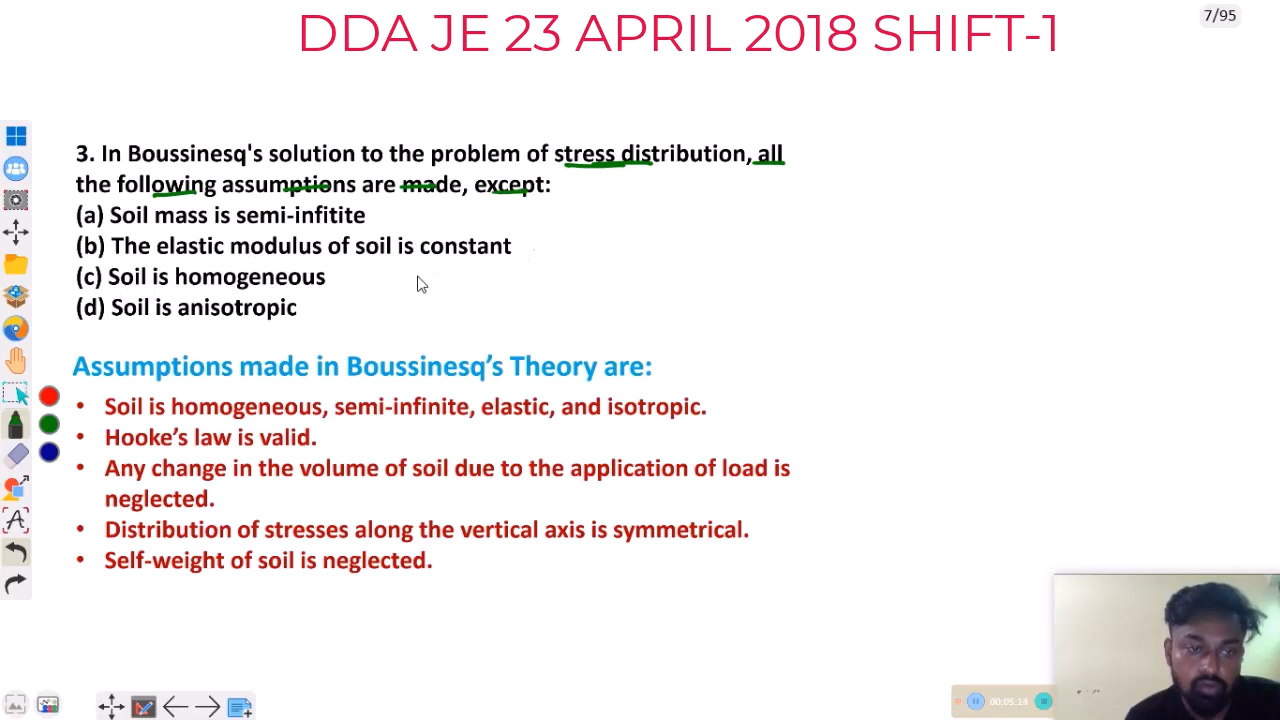 7/95
DDA JE 23 APRIL 2018 SHIFT-1
3. In Boussinesq's solution to the problem of stress distribution, all
the following assumptions are made, except:
(a) Soil mass is semi-infitite
(b) The elastic modulus of soil is constant
(c) Soil is homogeneous
(d) Soil is anisotropic
Assumptions made in Boussinesq’s Theory are:
• Soil is homogeneous, semi-infinite, elastic, and isotropic.
• Hooke’s law is valid.
• Any change in the volume of soil due to the application of load is
neglected.
• Distribution of stresses along the vertical axis is symmetrical.
• Self-weight of soil is neglected.
00:05:14